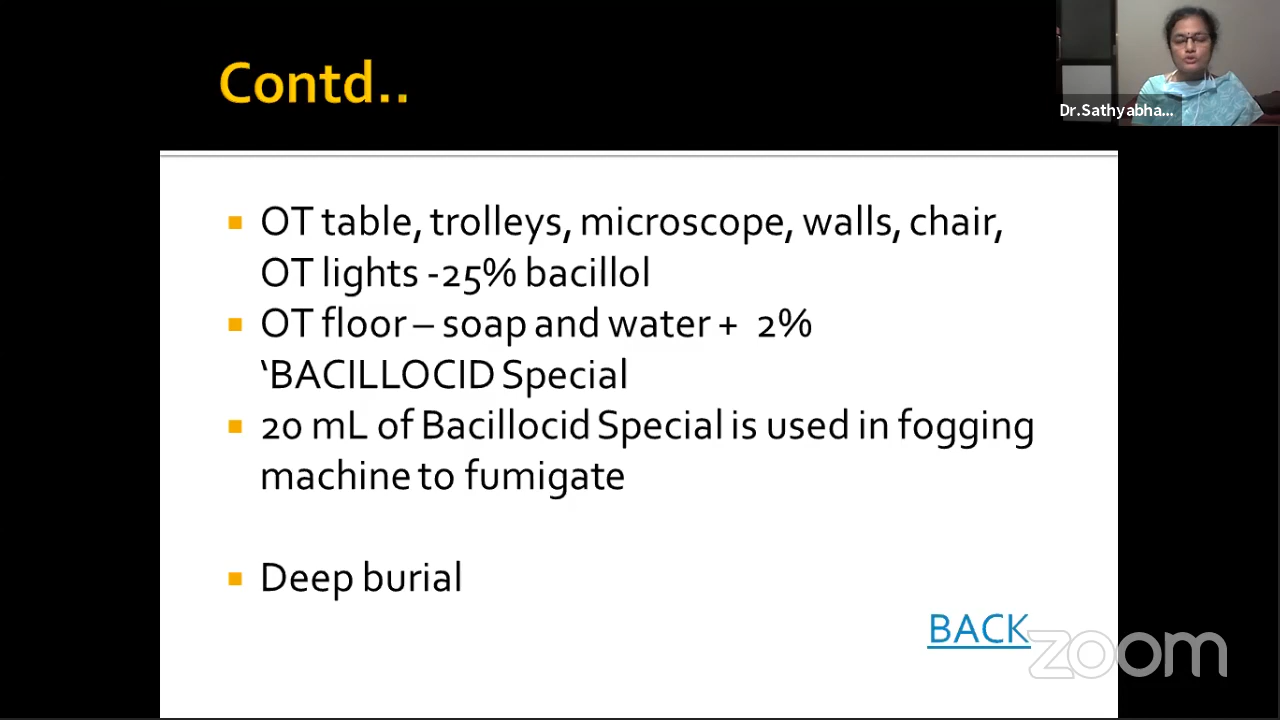 Contd..
Dr.Sathyabha...
OT table, trolleys, microscope, walls, chair,
OT lights -25% bacillol
OT floor – soap and water + 2%
‘BACILLOCID Special
20 mL of Bacillocid Special is used in fogging
machine to fumigate
Deep burial
BACK
zoom